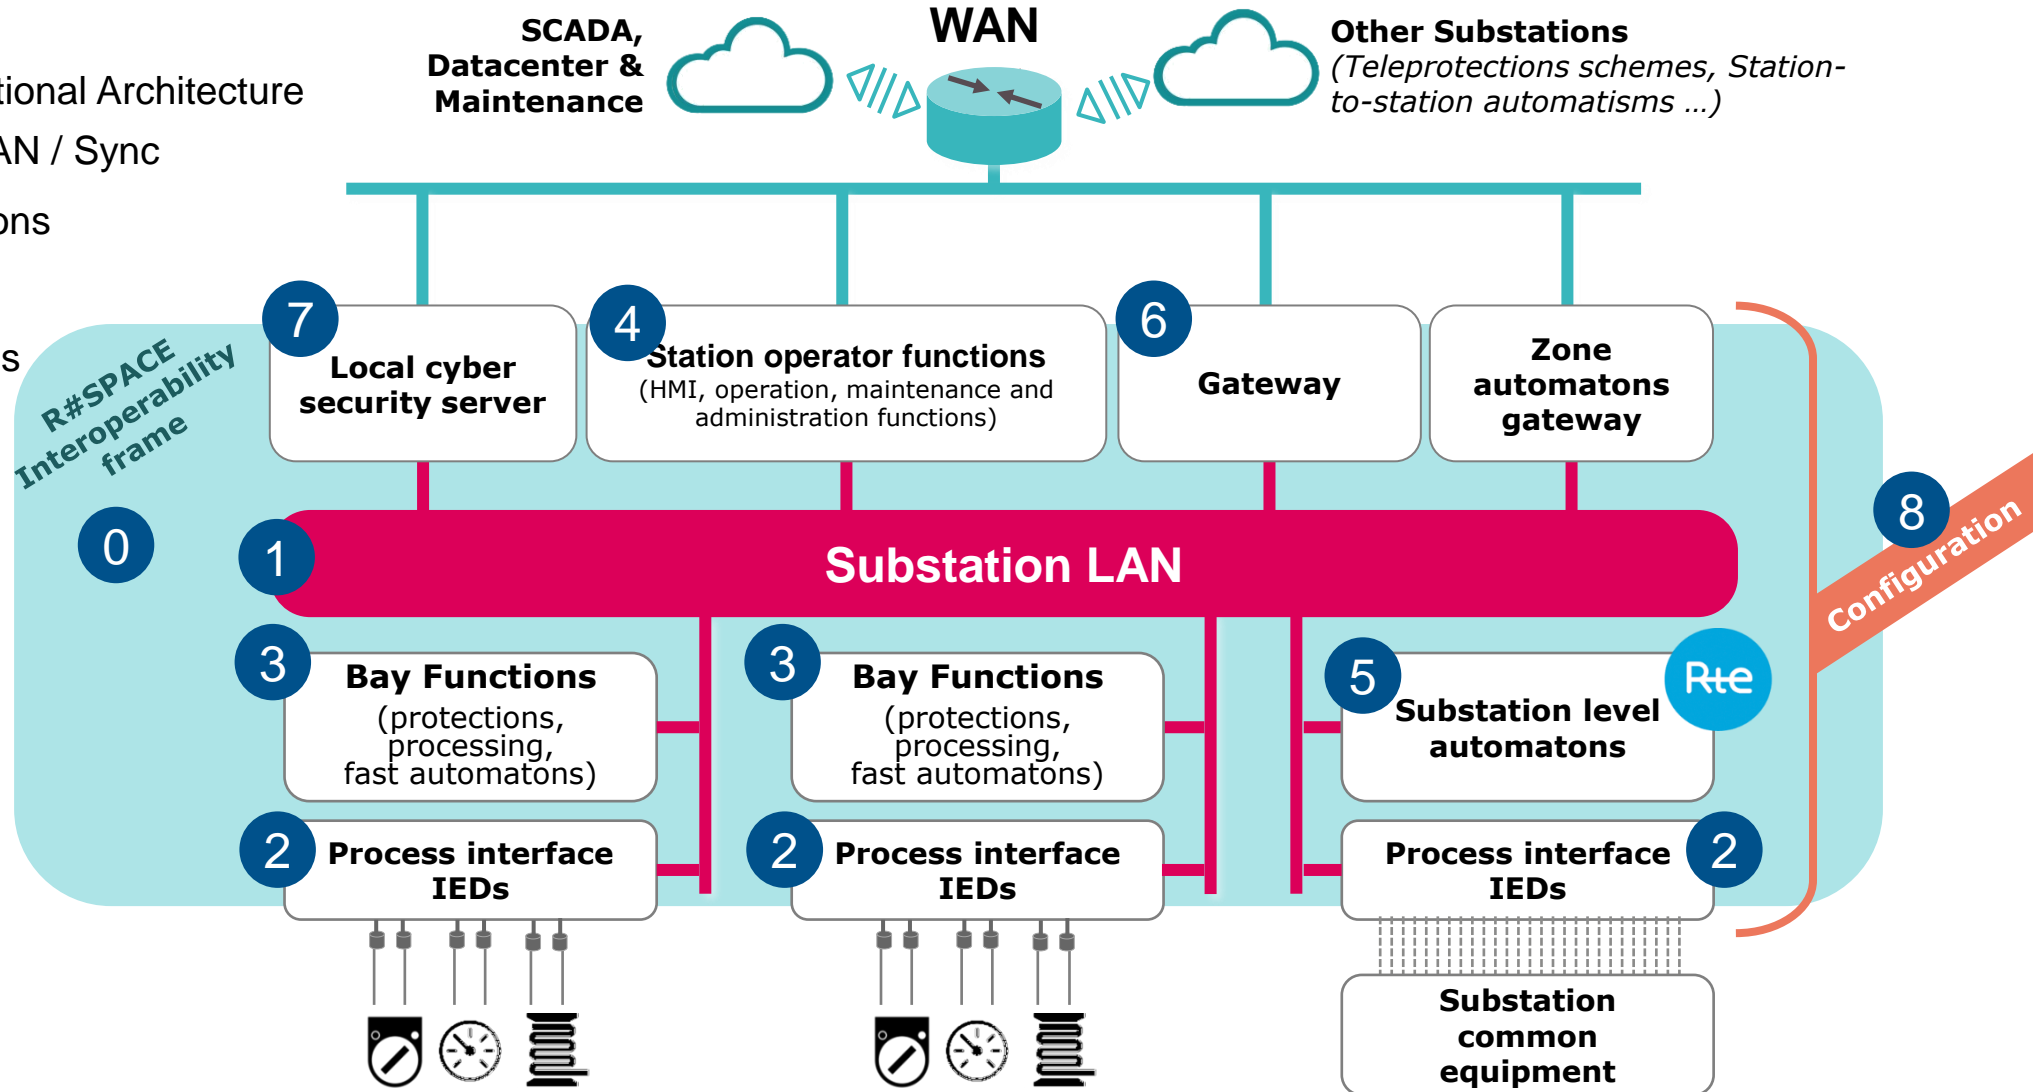 SCADA,
Datacenter &
Maintenance
WAN
Other Substations
(Teleprotections schemes, Station-
to-station automatisms ...)
tional Architecture
AN / Sync
ons
s
R#SPACE
Interoperability
frame
0
7
Local cyber
security server
4
Station operator functions
(HMI, operation, maintenance and
administration functions)
6
Gateway
Zone
automatons
gateway
8
Configuration
1
Substation LAN
3
Bay Functions
(protections,
processing,
fast automatons)
3
Bay Functions
(protections,
processing,
fast automatons)
5
Substation level
automatons
Rte
2
Process interface
IEDs
2
Process interface
IEDs
Process interface
IEDs
2
Substation
common
equipment